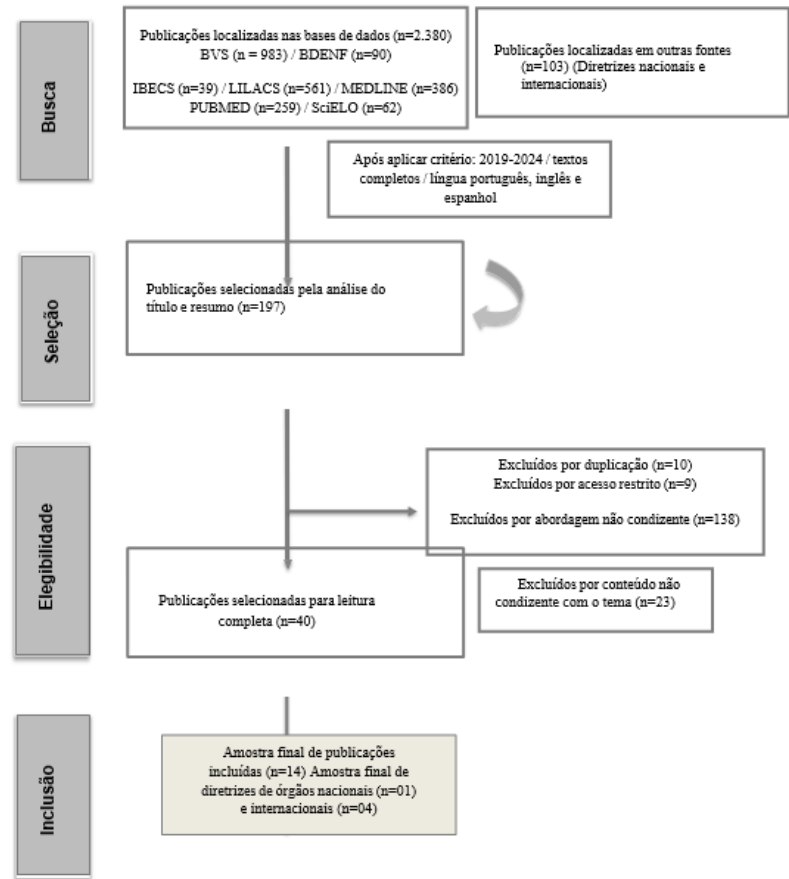 Busca
Publicações localizadas nas bases de dados (n=2.380)
BVS (n = 983) / BDENF (n=90)
IBECS (n=39) / LILACS (n=561) / MEDLINE (n=386)
PUBMED (n=259) / SciELO (n=62)
Publicações localizadas em outras fontes
(n=103) (Diretrizes nacionais e
internacionais)
Após aplicar critério: 2019-2024 / textos
completos / língua português, inglês e
espanhol
Seleção
Publicações selecionadas pela análise do
título e resumo (n=197)
Elegibilidade
Excluídos por duplicação (n=10)
Excluídos por acesso restrito (n=9)
Excluídos por abordagem não condizente (n=138)
Publicações selecionadas para leitura
completa (n=40)
Excluídos por conteúdo não
condizente com o tema (n=23)
Inclusão
Amostra final de publicações
incluídas (n=14) Amostra final de
diretrizes de órgãos nacionais (n=01)
e internacionais (n=04)